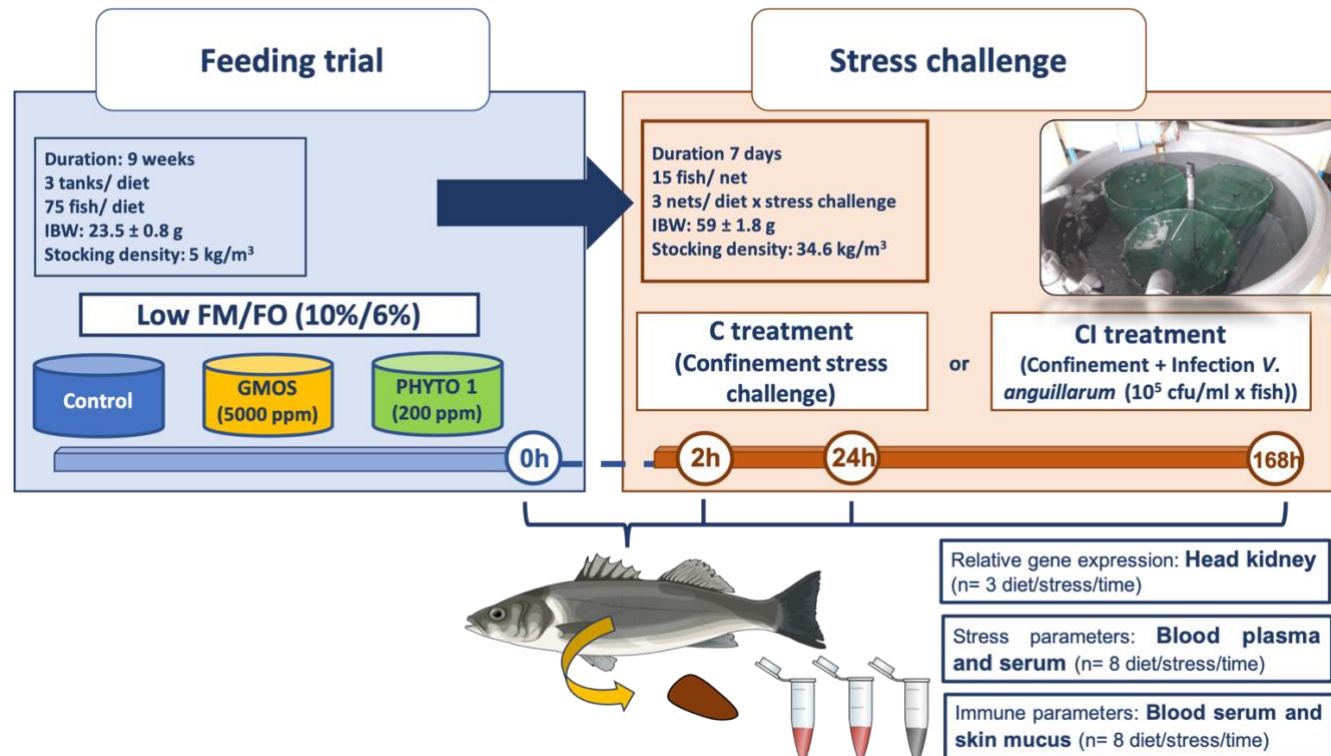 Feeding trial
Duration: 9 weeks
3 tanks/ diet
75 fish/ diet
IBW: 23.5 ± 0.8 g
Stocking density: 5 kg/m³
Low FM/FO (10%/6%)
Control
GMOS
(5000 ppm)
PHYTO 1
(200 ppm)
0h
Stress challenge
Duration 7 days
15 fish/ net
3 nets/ diet x stress challenge
IBW: 59 ± 1.8 g
Stocking density: 34.6 kg/m³
C treatment
(Confinement stress
challenge)
or
CI treatment
(Confinement + Infection V.
anguillarum (10⁵ cfu/ml x fish))
2h
24h
168h
Relative gene expression: Head kidney
(n= 3 diet/stress/time)
Stress parameters: Blood plasma
and serum (n= 8 diet/stress/time)
Immune parameters: Blood serum and
skin mucus (n= 8 diet/stress/time)